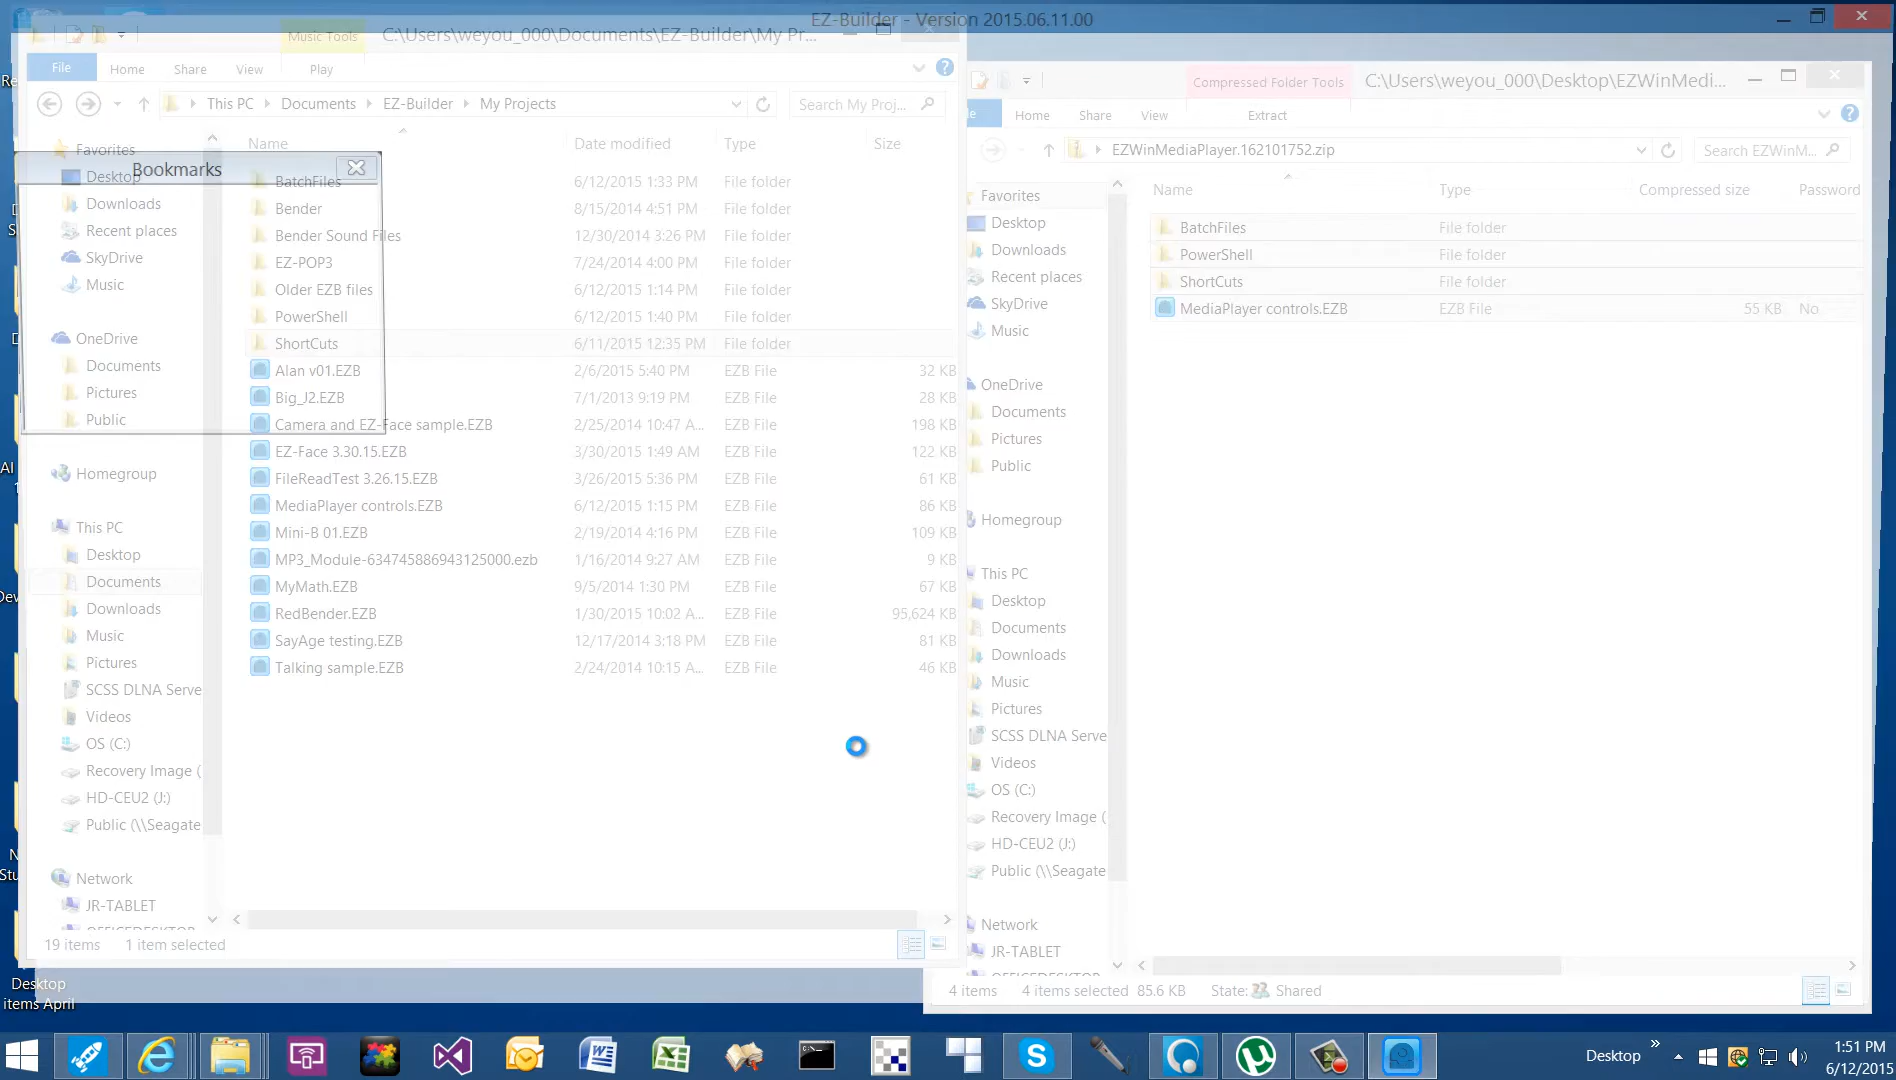 EZ-Builder - Version 2015.06.11.00
Music Tools
C:\Users\weyou_000\Documents\EZ-Builder\My Pr...
File
Home
Share
View
Play
This PC
Documents
EZ-Builder
My Projects
Search My Proj...
Name
Date modified
Type
Size
Bookmarks
Favorites
Desktop
Downloads
Recent places
SkyDrive
Music
OneDrive
Documents
Pictures
Public
Homegroup
This PC
Desktop
Documents
Downloads
Music
Pictures
SCSS DLNA Serve
Videos
OS (C:)
Recovery Image (
HD-CEU2 (J:)
Public (\\Seagate
Network
JR-TABLET
BatchFiles 6/12/2015 1:33 PM File folder
Bender 8/15/2014 4:51 PM File folder
Bender Sound Files 12/30/2014 3:26 PM File folder
EZ-POP3 7/24/2014 4:00 PM File folder
Older EZB files 6/12/2015 1:14 PM File folder
PowerShell 6/12/2015 1:40 PM File folder
ShortCuts 6/11/2015 12:35 PM File folder
Alan v01.EZB 2/6/2015 5:40 PM EZB File 32 KB
Big_J2.EZB 7/1/2013 9:19 PM EZB File 28 KB
Camera and EZ-Face sample.EZB 2/25/2014 10:47 A... EZB File 198 KB
EZ-Face 3.30.15.EZB 3/30/2015 1:49 AM EZB File 122 KB
FileReadTest 3.26.15.EZB 3/26/2015 5:36 PM EZB File 61 KB
MediaPlayer controls.EZB 6/12/2015 1:15 PM EZB File 86 KB
Mini-B 01.EZB 2/19/2014 4:16 PM EZB File 109 KB
MP3_Module-634745886943125000.ezb 1/16/2014 9:27 AM EZB File 9 KB
MyMath.EZB 9/5/2014 1:30 PM EZB File 67 KB
RedBender.EZB 1/30/2015 10:02 A... EZB File 95,624 KB
SayAge testing.EZB 12/17/2014 3:18 PM EZB File 81 KB
Talking sample.EZB 2/24/2014 10:15 A... EZB File 46 KB
19 items 1 item selected
Compressed Folder Tools
C:\Users\weyou_000\Desktop\EZWinMedi...
Home
Share
View
Extract
EZWinMediaPlayer.162101752.zip
Search EZWinM...
Name
Type
Compressed size
Password
BatchFiles File folder
PowerShell File folder
ShortCuts File folder
MediaPlayer controls.EZB EZB File 55 KB No
Favorites
Desktop
Downloads
Recent places
SkyDrive
Music
OneDrive
Documents
Pictures
Public
Homegroup
This PC
Desktop
Documents
Downloads
Music
Pictures
SCSS DLNA Serve
Videos
OS (C:)
Recovery Image (
HD-CEU2 (J:)
Public (\\Seagate
Network
JR-TABLET
4 items 4 items selected 85.6 KB State: Shared
Desktop
items April
Desktop
1:51 PM
6/12/2015